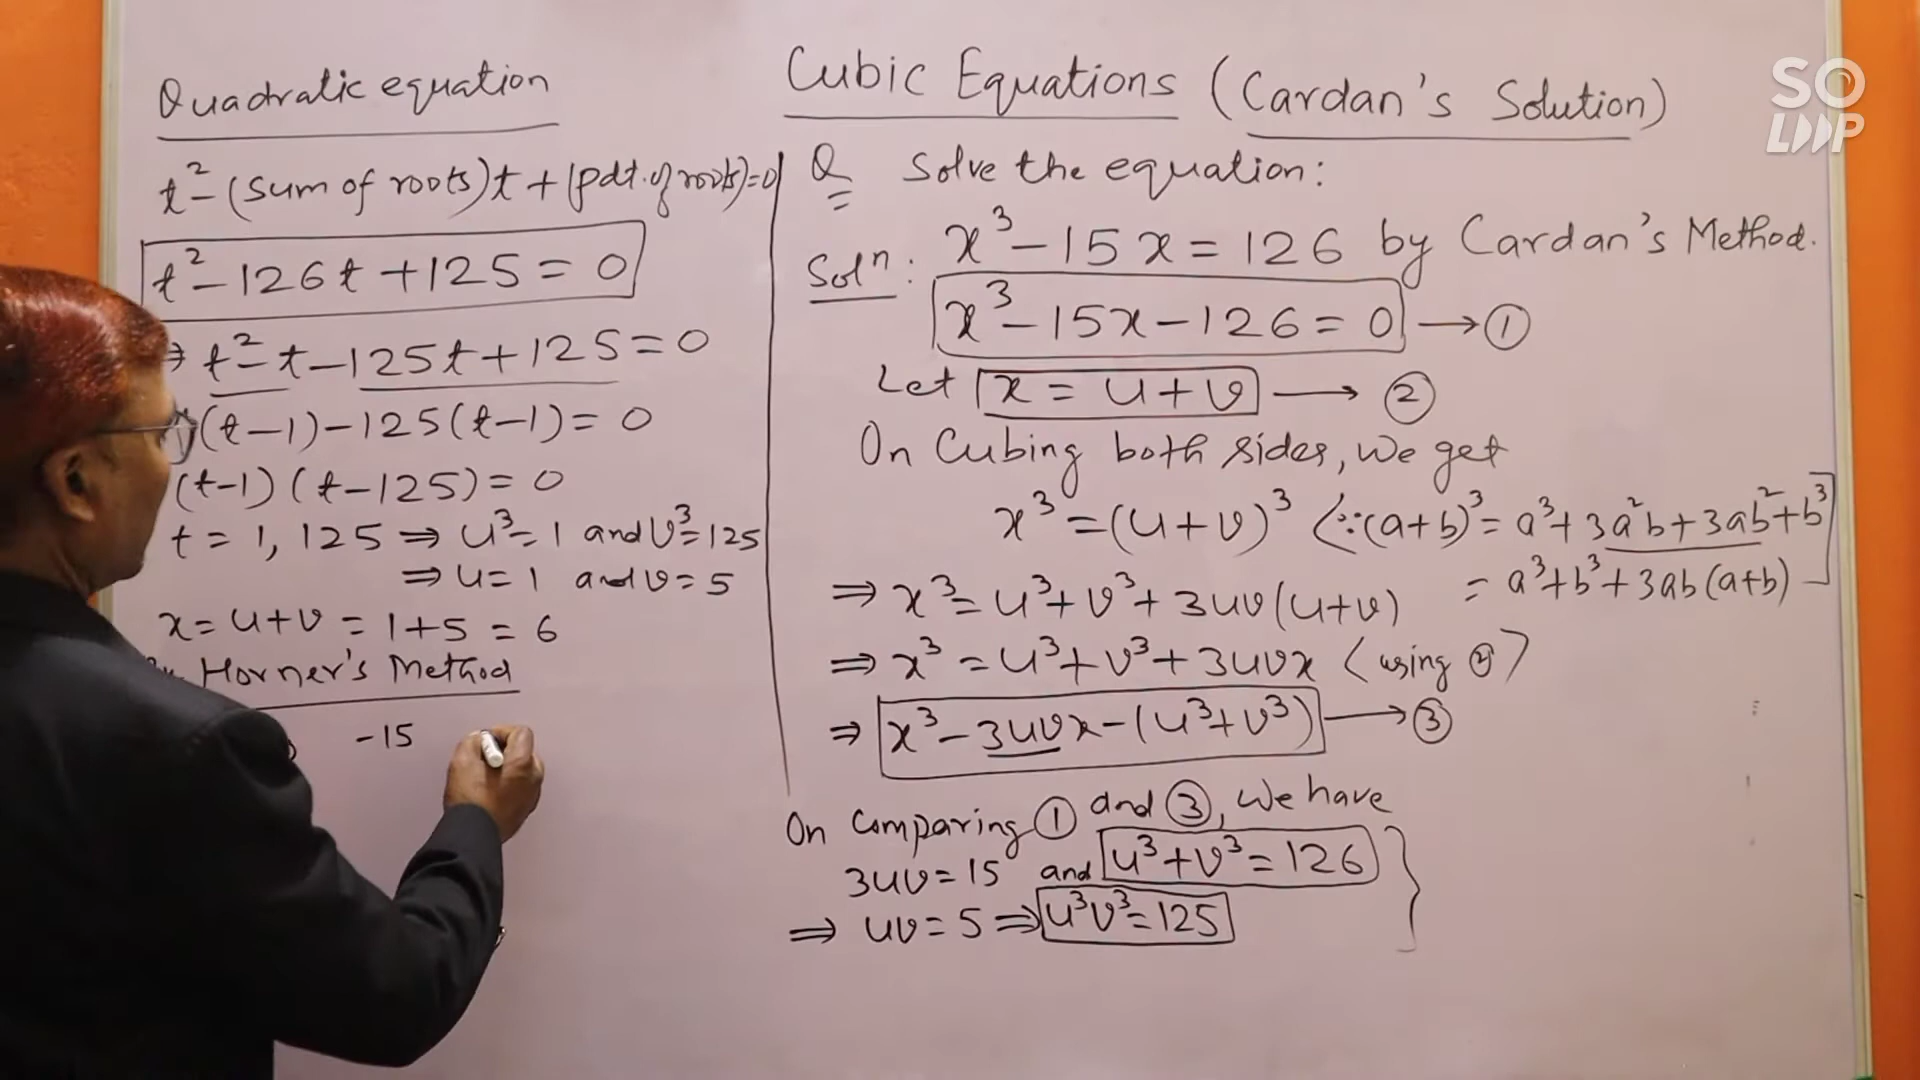 Quadratic equation
t² - (sum of roots)t + (pdt. of roots) = 0
t² - 126t + 125 = 0
⇒ t² - t - 125t + 125 = 0
(t-1) - 125(t-1) = 0
(t-1) (t-125) = 0
t = 1, 125 ⇒ u³ = 1 and v³ = 125
⇒ u = 1 and v = 5
x = u + v = 1 + 5 = 6
Horner's Method
-15
Cubic Equations (Cardan's Solution)
Q Solve the equation:
x³ - 15x = 126 by Cardan's Method.
Solⁿ:
x³ - 15x - 126 = 0 → ①
Let x = u + v → ②
On Cubing both sides, we get
x³ = (u + v)³ <∵ (a+b)³ = a³ + 3a²b + 3ab² + b³
= a³ + b³ + 3ab(a+b)
⇒ x³ = u³ + v³ + 3uv(u+v)
⇒ x³ = u³ + v³ + 3uvx <using ②>
⇒ x³ - 3uvx - (u³ + v³) → ③
On Comparing ① and ③, we have
3uv = 15 and u³ + v³ = 126
⇒ uv = 5 ⇒ u³v³ = 125
SO
LOOP